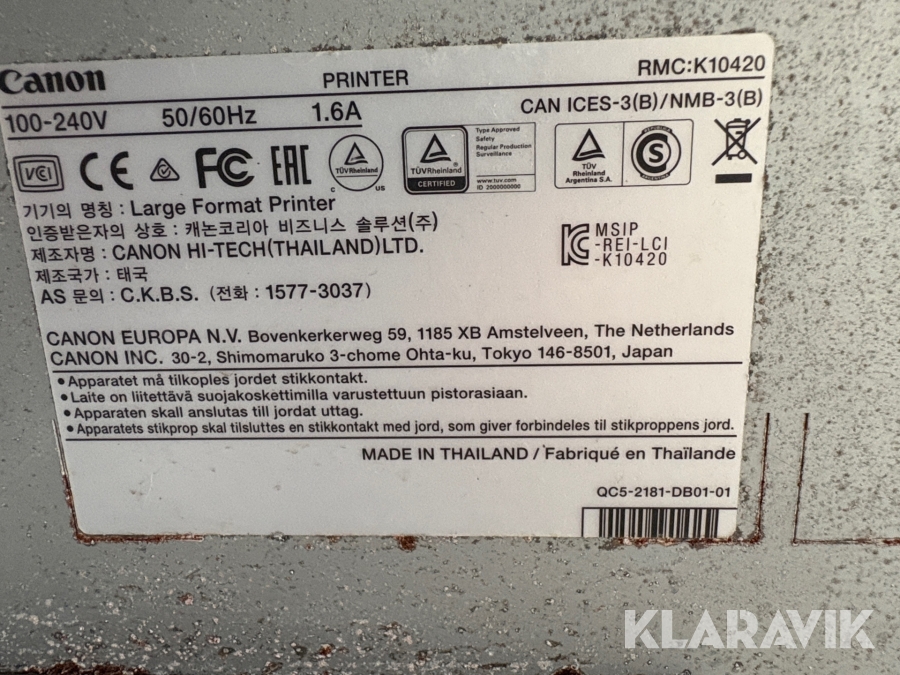 Canon PRINTER RMC:K10420
100-240V 50/60Hz 1.6A CAN ICES-3(B)/NMB-3(B)
VCI CE FC EAC TÜVRheinland C US TÜVRheinland CERTIFIED
Type Approved
Safety
Regular Production
Surveillance
www.tuv.com
ID 2000000000
TÜV
Rheinland
Argentina S.A.
S
기기의 명칭 : Large Format Printer
인증받은자의 상호 : 캐논코리아 비즈니스 솔루션(주)
제조자명 : CANON HI-TECH(THAILAND)LTD.
제조국가 : 태국
AS 문의 : C.K.B.S. (전화 : 1577-3037)
MSIP
-REI-LCI
-K10420
CANON EUROPA N.V. Bovenkerkerweg 59, 1185 XB Amstelveen, The Netherlands
CANON INC. 30-2, Shimomaruko 3-chome Ohta-ku, Tokyo 146-8501, Japan
• Apparatet må tilkoples jordet stikkontakt.
• Laite on liitettävä suojakoskettimilla varustettuun pistorasiaan.
• Apparaten skall anslutas till jordat uttag.
• Apparatets stikprop skal tilsluttes en stikkontakt med jord, som giver forbindeles til stikproppens jord.
MADE IN THAILAND / Fabriqué en Thaïlande
QC5-2181-DB01-01
KLARAVIK